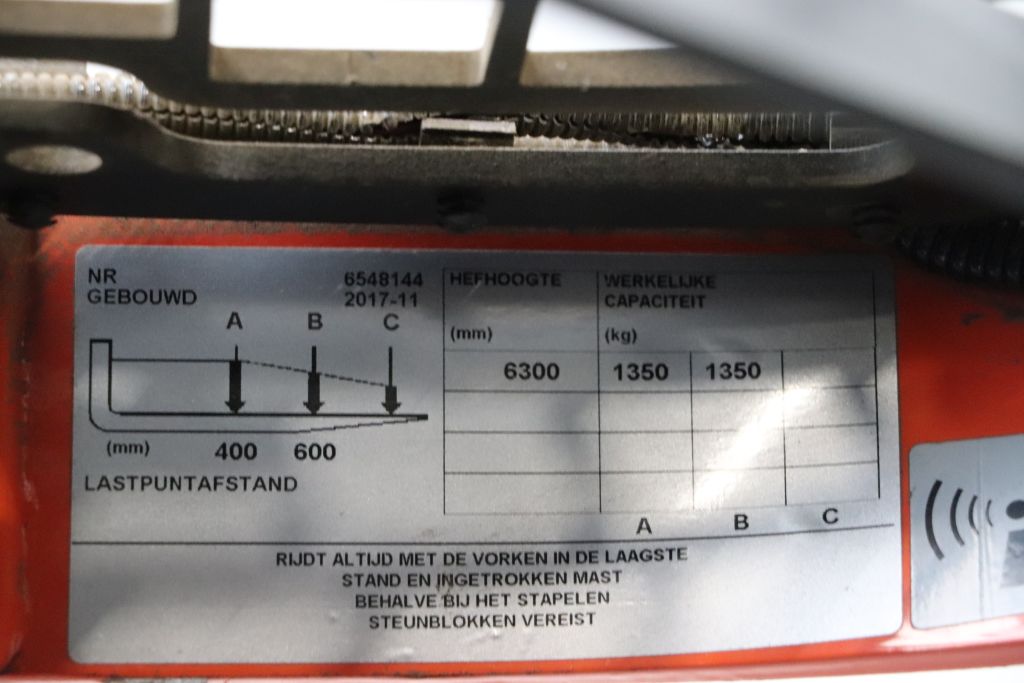 NR 6548144
GEBOUWD 2017-11
A B C
(mm) 400 600
LASTPUNTAFSTAND
HEFHOOGTE
(mm)
WERKELIJKE
CAPACITEIT
(kg)
6300 1350 1350
A B C
RIJDT ALTIJD MET DE VORKEN IN DE LAAGSTE
STAND EN INGETROKKEN MAST
BEHALVE BIJ HET STAPELEN
STEUNBLOKKEN VEREIST